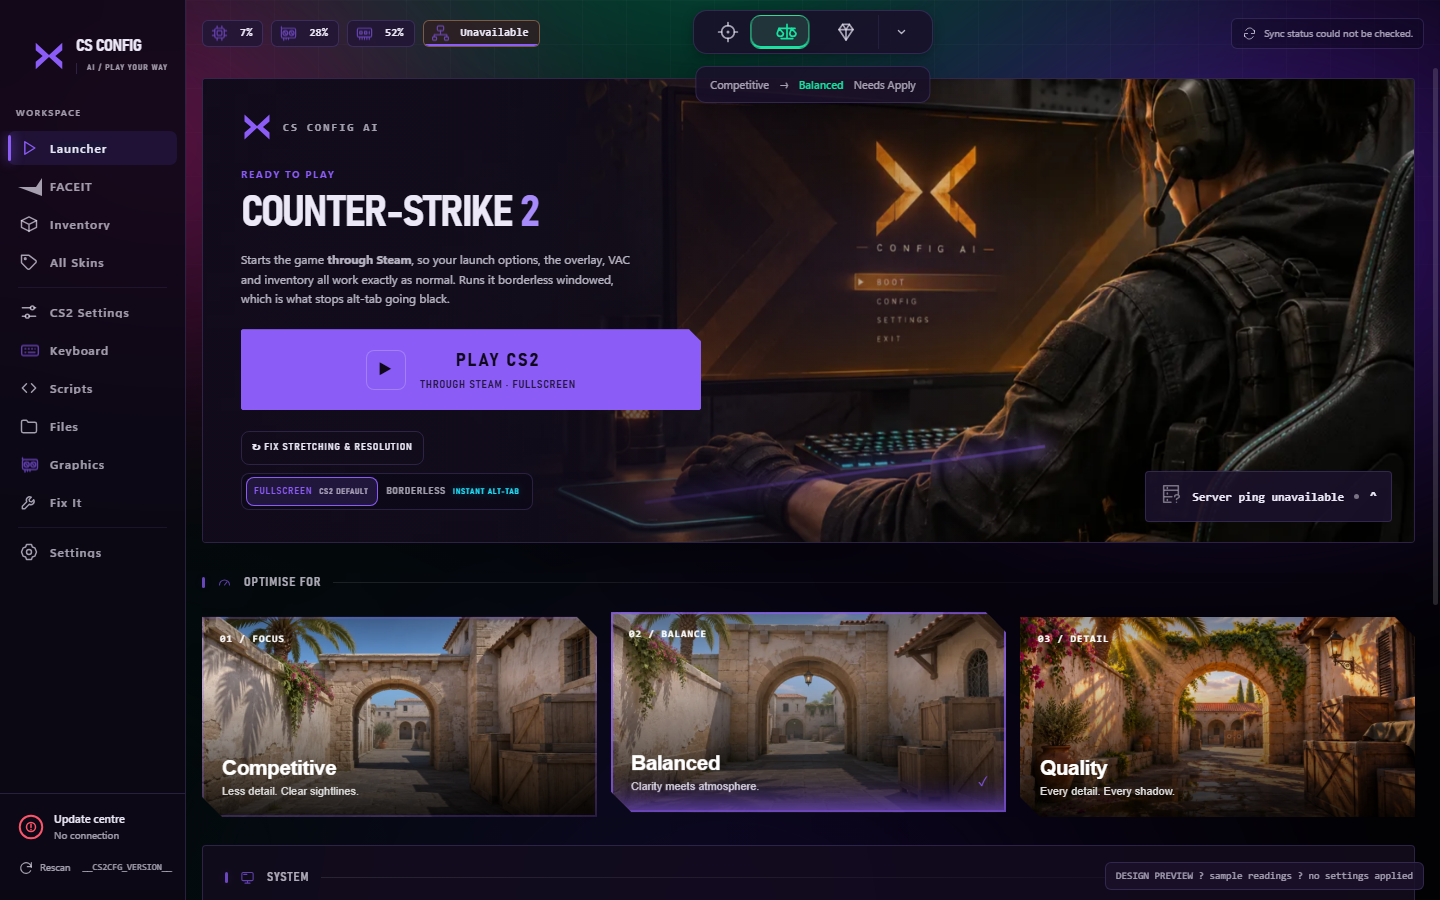 CS CONFIG
AI / PLAY YOUR WAY
WORKSPACE
Launcher
FACEIT
Inventory
All Skins
CS2 Settings
Keyboard
Scripts
Files
Graphics
Fix It
Settings
Update centre
No connection
Rescan __CS2CFG_VERSION__
7%
28%
52%
Unavailable
Competitive → Balanced Needs Apply
Sync status could not be checked.
CS CONFIG AI
READY TO PLAY
COUNTER-STRIKE 2
Starts the game through Steam, so your launch options, the overlay, VAC
and inventory all work exactly as normal. Runs it borderless windowed,
which is what stops alt-tab going black.
PLAY CS2
THROUGH STEAM · FULLSCREEN
↻ FIX STRETCHING & RESOLUTION
FULLSCREEN CS2 DEFAULT BORDERLESS INSTANT ALT-TAB
CONFIG AI
BOOT
CONFIG
SETTINGS
EXIT
Server ping unavailable
OPTIMISE FOR
01 / FOCUS
Competitive
Less detail. Clear sightlines.
02 / BALANCE
Balanced
Clarity meets atmosphere.
03 / DETAIL
Quality
Every detail. Every shadow.
SYSTEM
DESIGN PREVIEW ? sample readings ? no settings applied